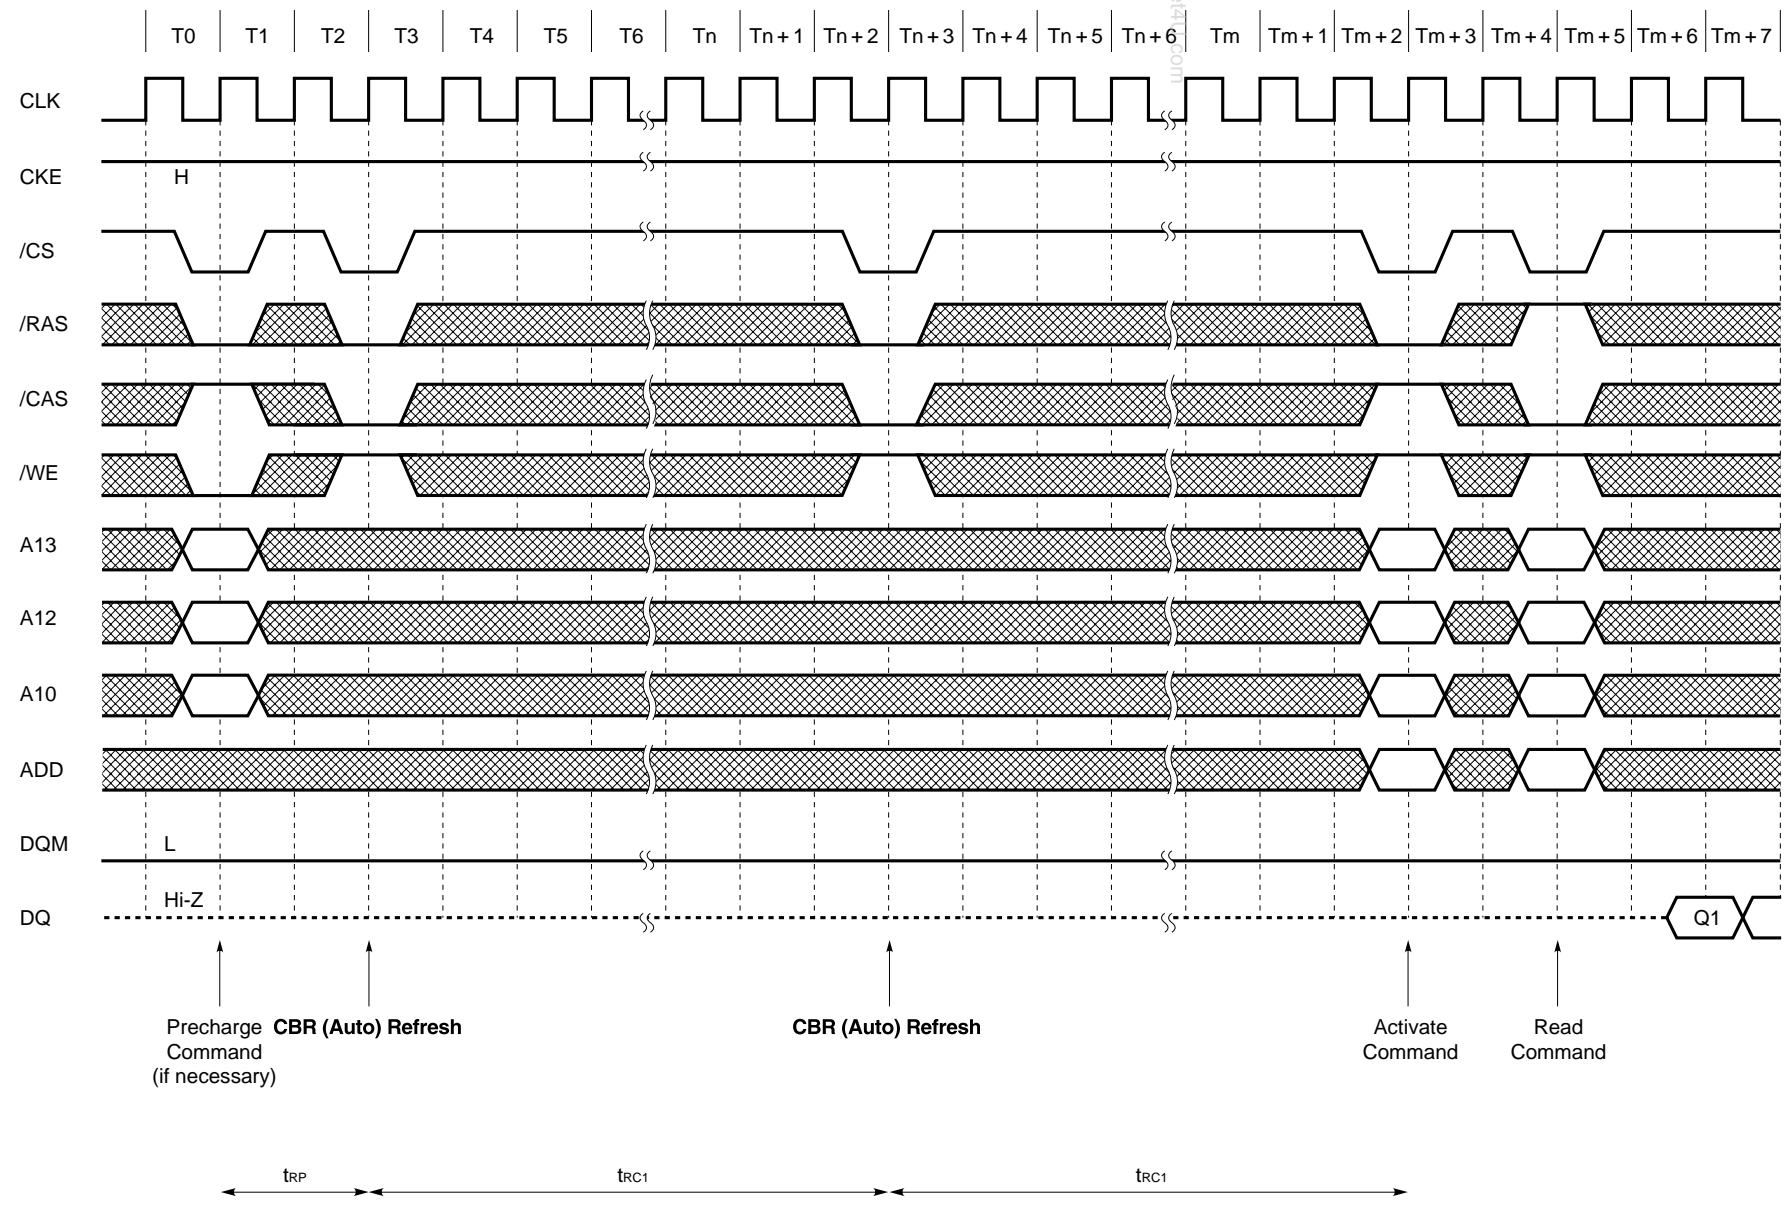 T0 T1 T2 T3 T4 T5 T6 Tn Tn + 1 Tn + 2 Tn + 3 Tn + 4 Tn + 5 Tn + 6 Tm Tm + 1 Tm + 2 Tm + 3 Tm + 4 Tm + 5 Tm + 6 Tm + 7
CLK
CKE H
/CS
/RAS
/CAS
/WE
A13
A12
A10
ADD
DQM L
Hi-Z
DQ Q1
Precharge
Command
(if necessary)
CBR (Auto) Refresh
CBR (Auto) Refresh
Activate
Command
Read
Command
tRP tRC1 tRC1